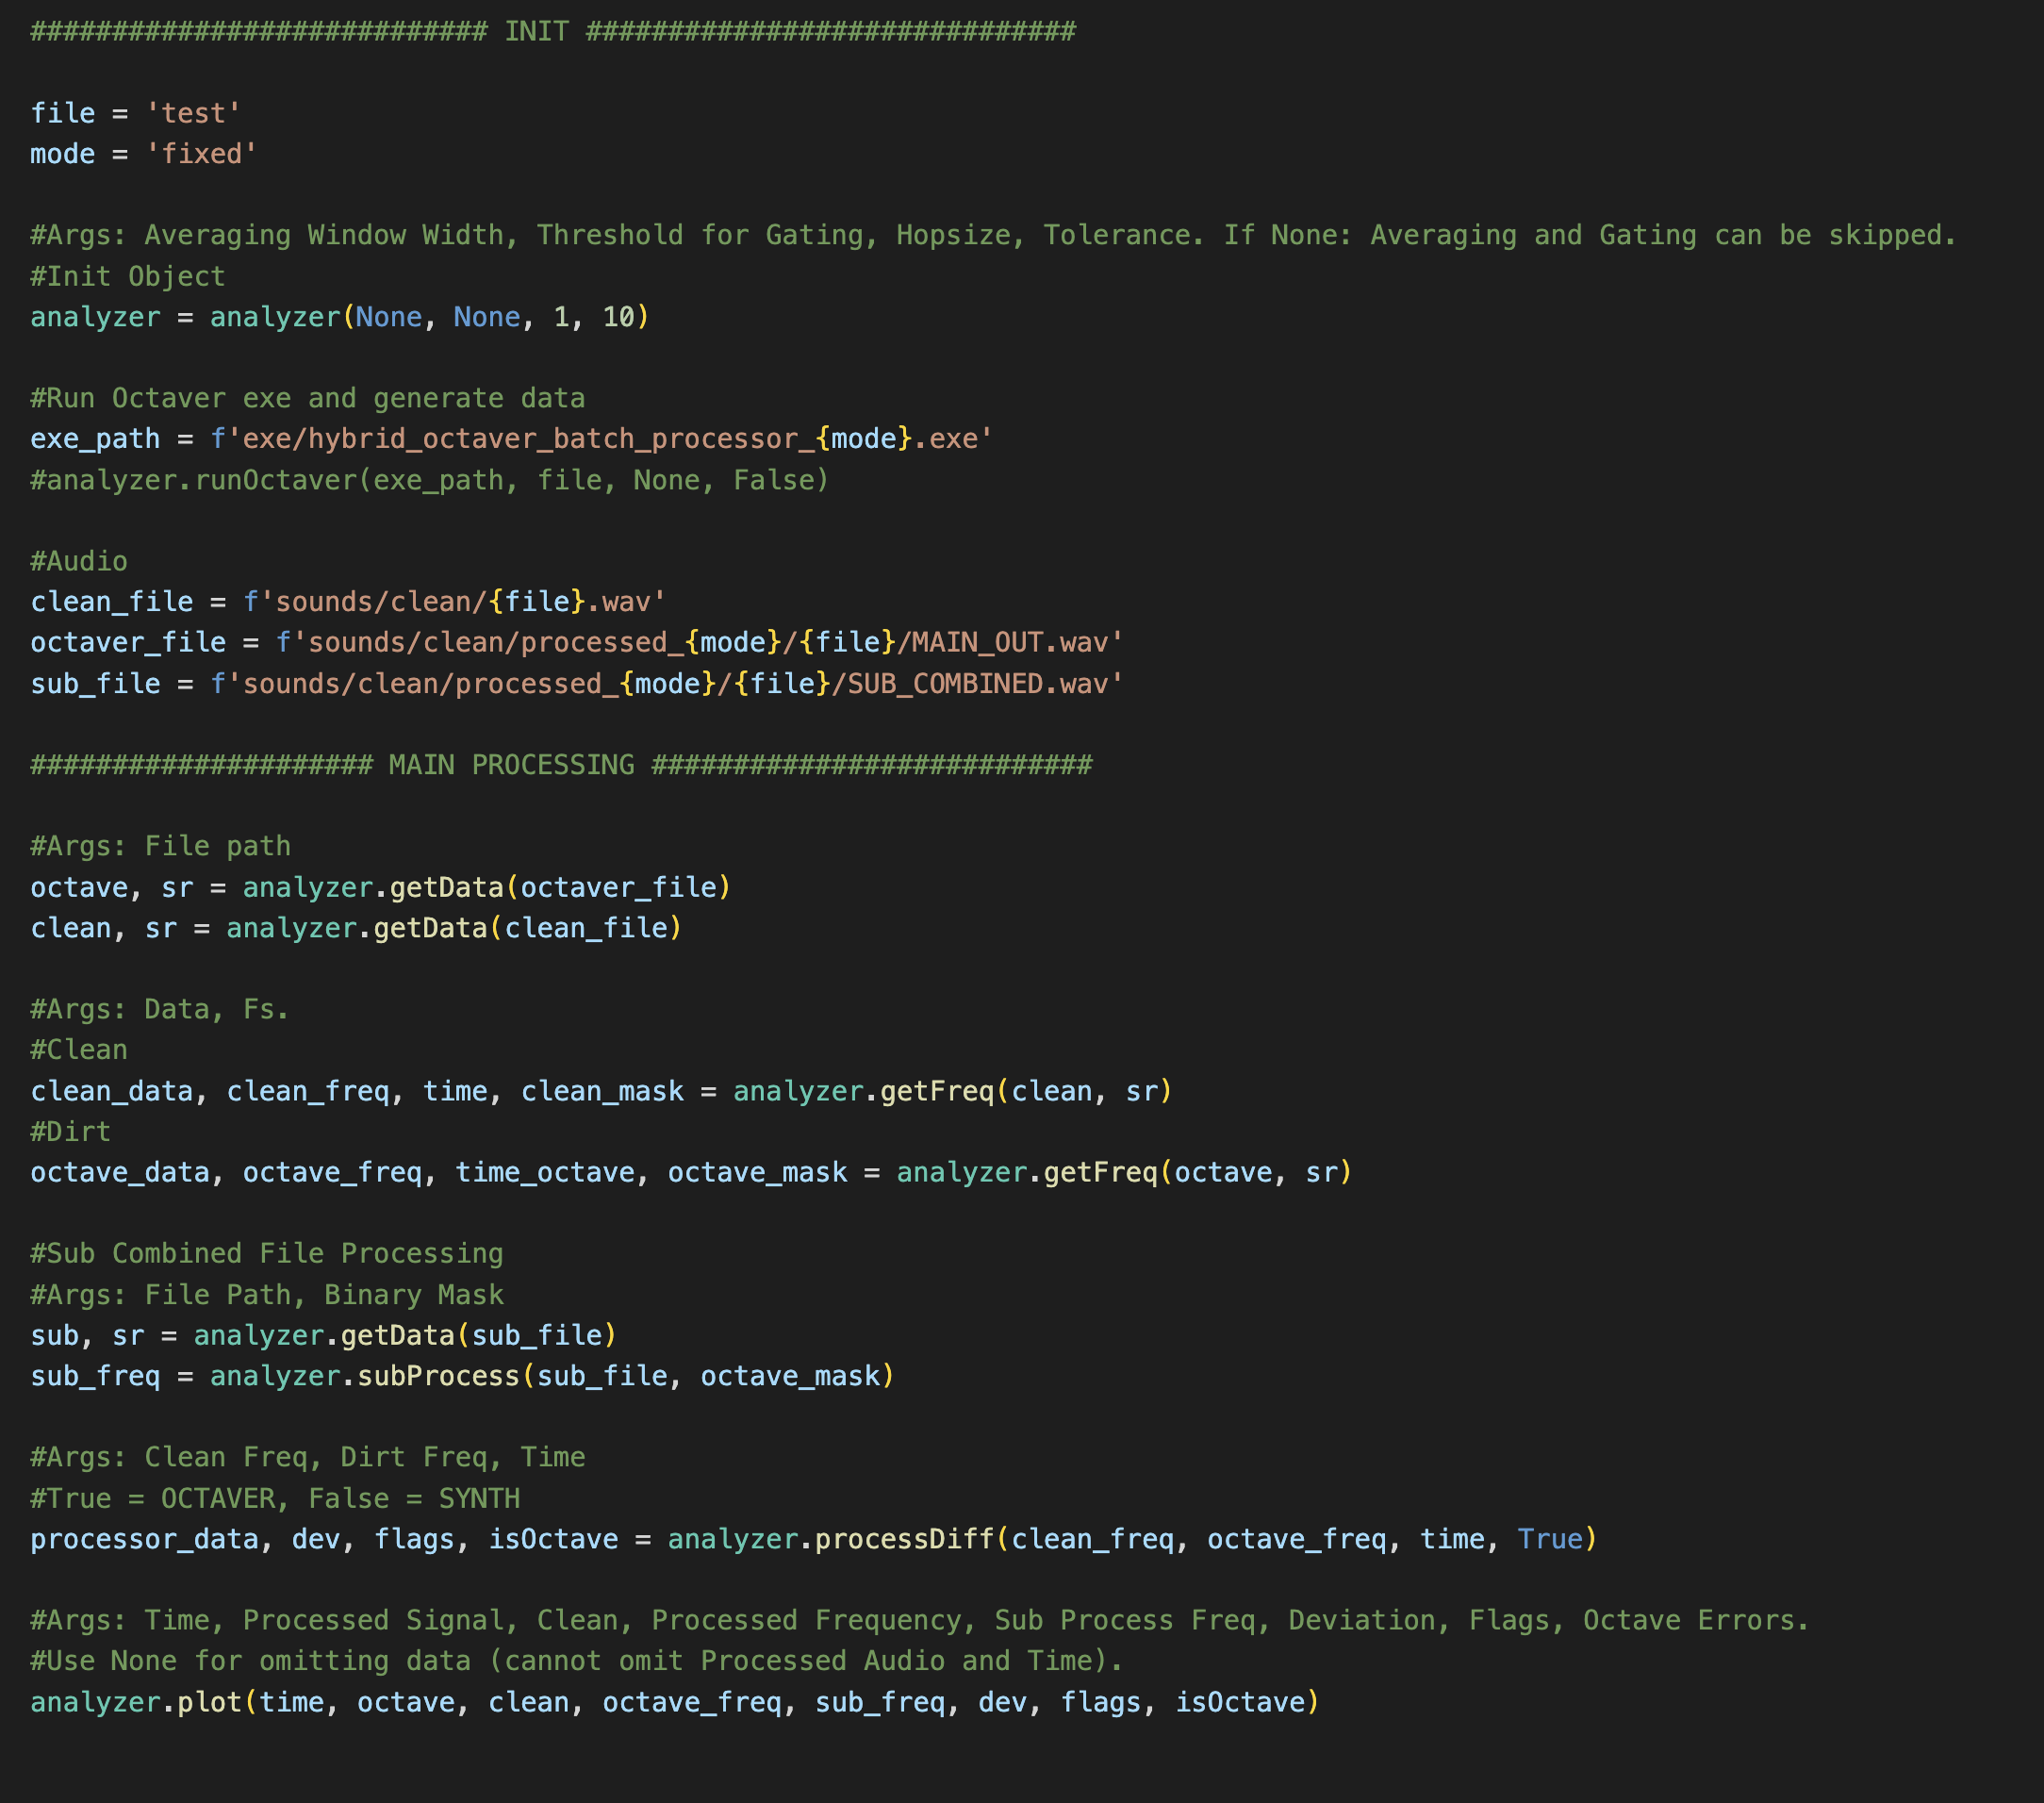 ############################ INIT ##############################
file = 'test'
mode = 'fixed'
#Args: Averaging Window Width, Threshold for Gating, Hopsize, Tolerance. If None: Averaging and Gating can be skipped.
#Init Object
analyzer = analyzer(None, None, 1, 10)
#Run Octaver exe and generate data
exe_path = f'exe/hybrid_octaver_batch_processor_{mode}.exe'
#analyzer.runOctaver(exe_path, file, None, False)
#Audio
clean_file = f'sounds/clean/{file}.wav'
octaver_file = f'sounds/clean/processed_{mode}/{file}/MAIN_OUT.wav'
sub_file = f'sounds/clean/processed_{mode}/{file}/SUB_COMBINED.wav'
##################### MAIN PROCESSING ###########################
#Args: File path
octave, sr = analyzer.getData(octaver_file)
clean, sr = analyzer.getData(clean_file)
#Args: Data, Fs.
#Clean
clean_data, clean_freq, time, clean_mask = analyzer.getFreq(clean, sr)
#Dirt
octave_data, octave_freq, time_octave, octave_mask = analyzer.getFreq(octave, sr)
#Sub Combined File Processing
#Args: File Path, Binary Mask
sub, sr = analyzer.getData(sub_file)
sub_freq = analyzer.subProcess(sub_file, octave_mask)
#Args: Clean Freq, Dirt Freq, Time
#True = OCTAVER, False = SYNTH
processor_data, dev, flags, isOctave = analyzer.processDiff(clean_freq, octave_freq, time, True)
#Args: Time, Processed Signal, Clean, Processed Frequency, Sub Process Freq, Deviation, Flags, Octave Errors.
#Use None for omitting data (cannot omit Processed Audio and Time).
analyzer.plot(time, octave, clean, octave_freq, sub_freq, dev, flags, isOctave)